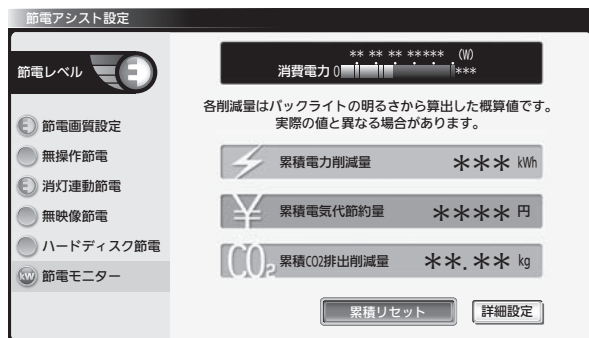 節電アシスト設定
節電レベル E
** ** ** ***** (W)
消費電力 0 ***
各削減量はバックライトの明るさから算出した概算値です。
実際の値と異なる場合があります。
E 節電画質設定
無操作節電
E 消灯連動節電
無映像節電
ハードディスク節電
kW 節電モニター
累積電力削減量 *** kWh
¥ 累積電気代節約量 **** 円
CO2 累積CO2排出削減量 **.** kg
累積リセット 詳細設定